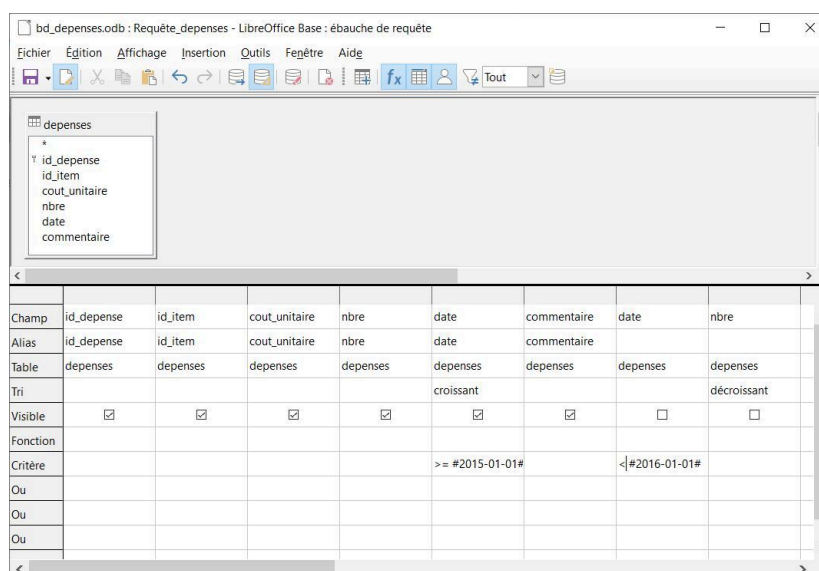 bd_depenses.odb : Requête_depenses - LibreOffice Base : ébauche de requête
Fichier Édition Affichage Insertion Outils Fenêtre Aide
fx Tout
depenses
*
id_depense
id_item
cout_unitaire
nbre
date
commentaire
Champ id_depense id_item cout_unitaire nbre date commentaire date nbre
Alias id_depense id_item cout_unitaire nbre date commentaire
Table depenses depenses depenses depenses depenses depenses depenses depenses
Tri croissant décroissant
Visible
Fonction
Critère >= #2015-01-01# < #2016-01-01#
Ou
Ou
Ou